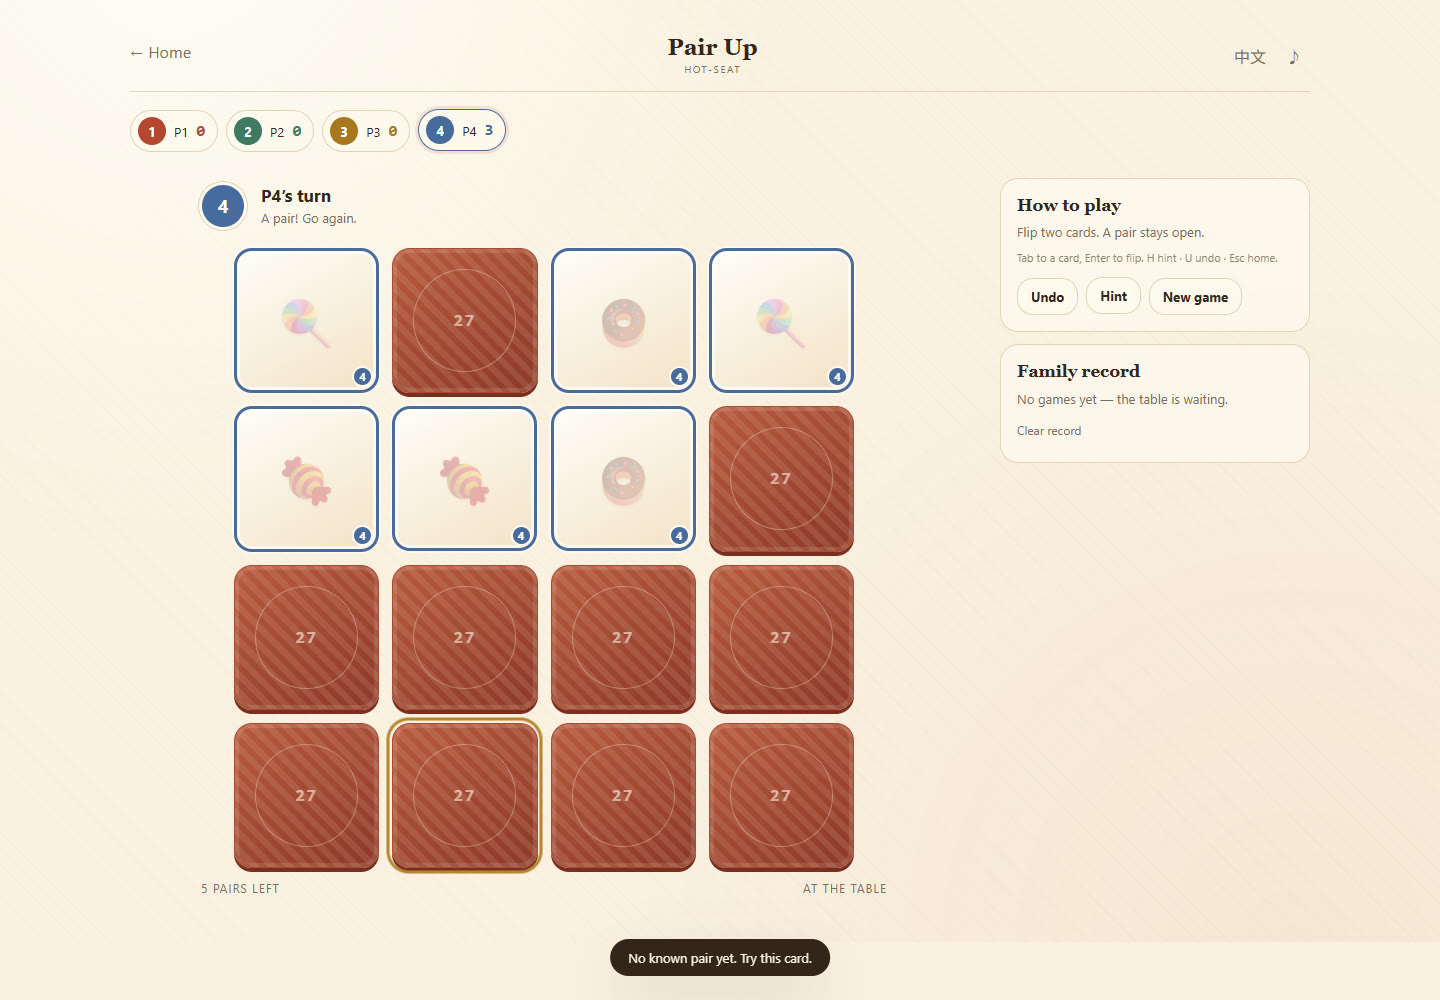 ← Home
Pair Up
HOT-SEAT
中文 ♪
1 P1 0
2 P2 0
3 P3 0
4 P4 3
4
P4's turn
A pair! Go again.
27
4
4
4
4
4
4
27
27
27
27
27
27
27
27
27
5 PAIRS LEFT
AT THE TABLE
How to play
Flip two cards. A pair stays open.
Tab to a card, Enter to flip. H hint · U undo · Esc home.
Undo
Hint
New game
Family record
No games yet — the table is waiting.
Clear record
No known pair yet. Try this card.